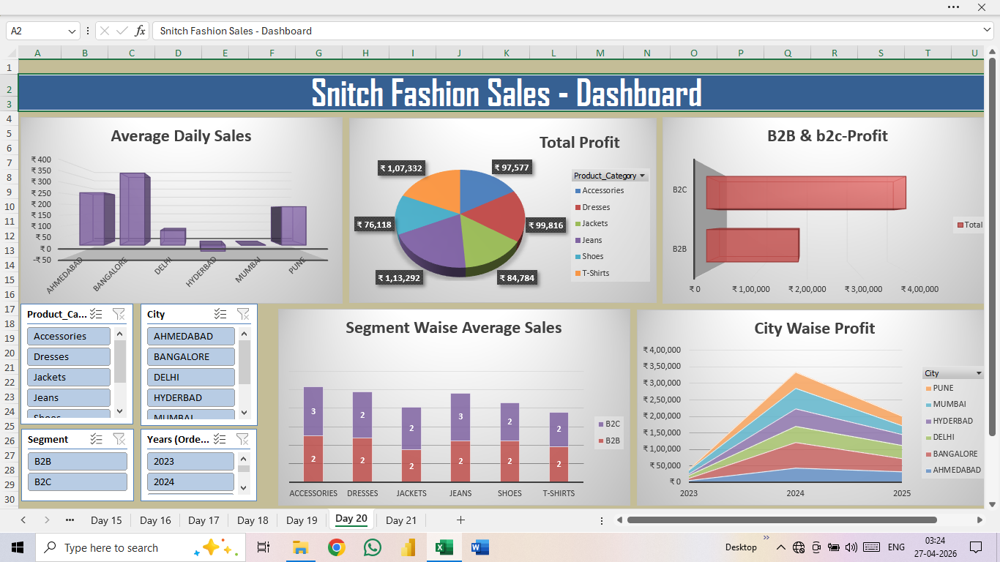 A2
fx
Snitch Fashion Sales - Dashboard
A B C D E F G H I J K L M N O P Q R S T U
1
2
3
4
5
6
7
8
9
10
11
12
13
14
15
16
17
18
19
20
21
22
23
24
25
26
27
28
29
30
Snitch Fashion Sales - Dashboard
Average Daily Sales
₹ 400
₹ 350
₹ 300
₹ 250
₹ 200
₹ 150
₹ 100
₹ 50
₹ 0
-₹ 50
AHMEDABAD
BANGALORE
DELHI
HYDERBAD
MUMBAI
PUNE
Total Profit
₹ 1,07,332
₹ 97,577
₹ 76,118
₹ 99,816
₹ 1,13,292
₹ 84,784
Product_Category
Accessories
Dresses
Jackets
Jeans
Shoes
T-Shirts
B2B & b2c-Profit
B2C
B2B
₹ 0 ₹ 1,00,000 ₹ 2,00,000 ₹ 3,00,000 ₹ 4,00,000
Total
Product_Ca...
Accessories
Dresses
Jackets
Jeans
Shoes
City
AHMEDABAD
BANGALORE
DELHI
HYDERBAD
MUMBAI
Segment
B2B
B2C
Years (Orde...
2023
2024
Segment Waise Average Sales
3 2 2 3 2 2
2 2 2 2 2 2
ACCESSORIES DRESSES JACKETS JEANS SHOES T-SHIRTS
B2C
B2B
City Waise Profit
₹ 4,00,000
₹ 3,50,000
₹ 3,00,000
₹ 2,50,000
₹ 2,00,000
₹ 1,50,000
₹ 1,00,000
₹ 50,000
₹ 0
2023 2024 2025
City
PUNE
MUMBAI
HYDERBAD
DELHI
BANGALORE
AHMEDABAD
Day 15 Day 16 Day 17 Day 18 Day 19 Day 20 Day 21
Type here to search
Desktop
ENG
03:24
27-04-2026